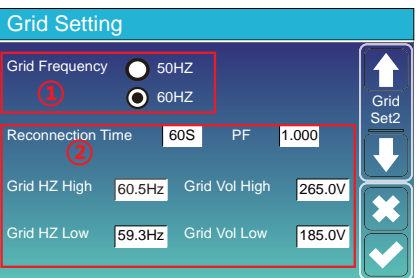 Grid Setting
Grid Frequency 50HZ
① 60HZ
Grid Set2
Reconnection Time 60S PF 1.000
②
Grid HZ High 60.5Hz Grid Vol High 265.0V
Grid HZ Low 59.3Hz Grid Vol Low 185.0V